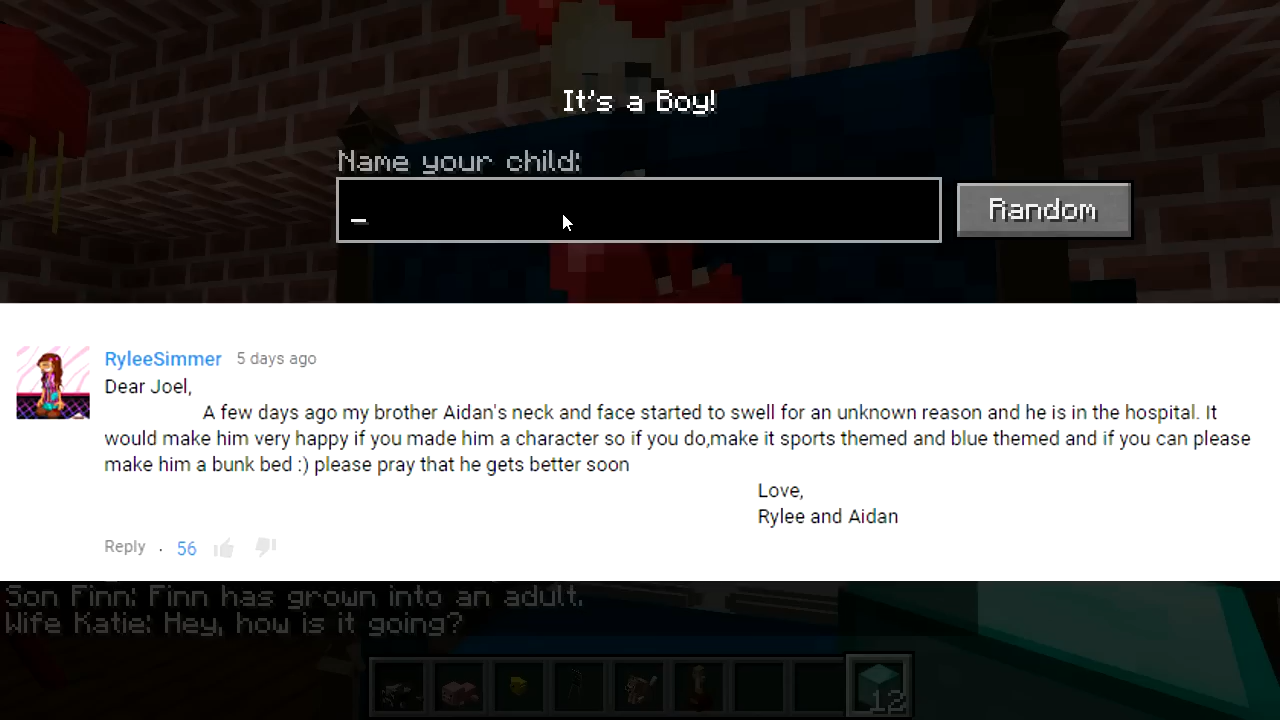 It's a Boy!
Name your child:
_
Random
RyleeSimmer 5 days ago
Dear Joel,
A few days ago my brother Aidan's neck and face started to swell for an unknown reason and he is in the hospital. It
would make him very happy if you made him a character so if you do,make it sports themed and blue themed and if you can please
make him a bunk bed :) please pray that he gets better soon
Love,
Rylee and Aidan
Reply · 56
Son Finn: Finn has grown into an adult.
Wife Katie: Hey, how is it going?
12